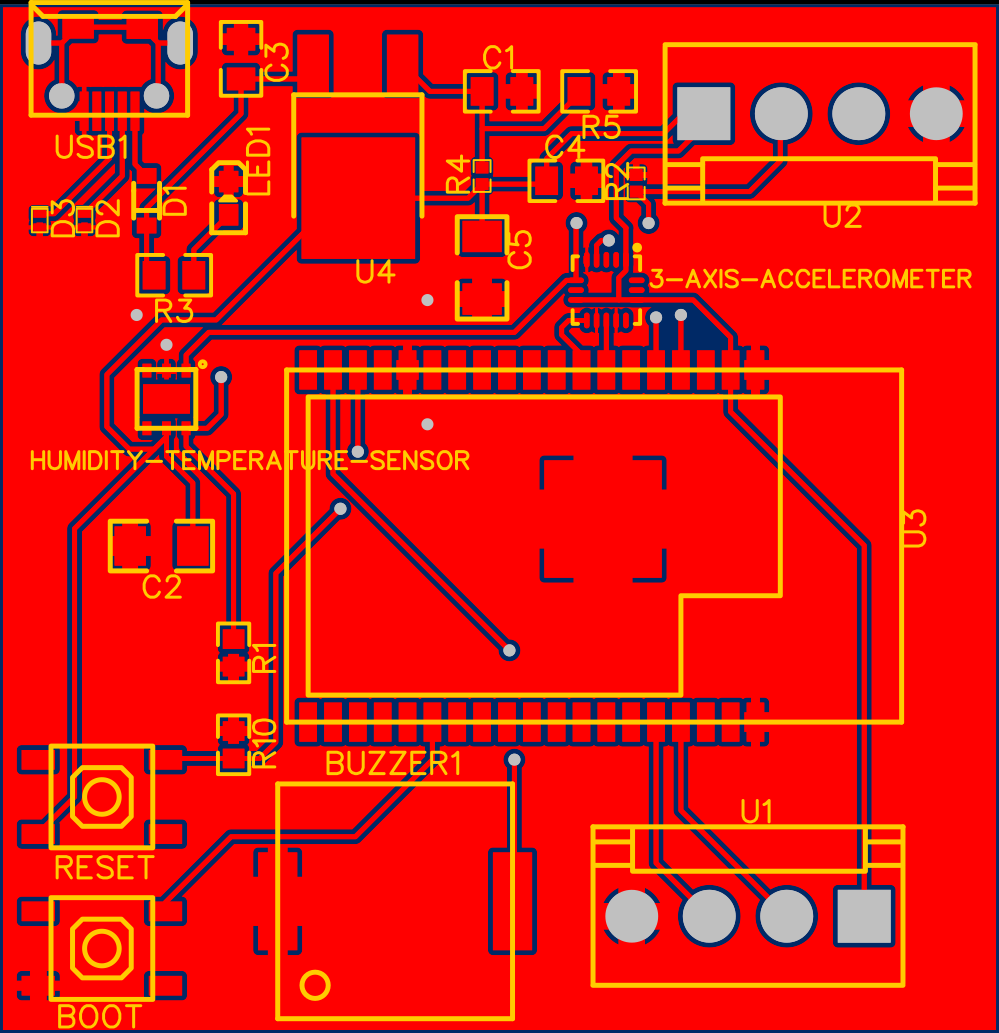 C3
C1
USB1
LED1
R5
C4
R4
R2
D3
D2
D1
U2
C5
U4
3-AXIS-ACCELEROMETER
R3
HUMIDITY-TEMPERATURE-SENSOR
U3
C2
R1
R10
BUZZER1
U1
RESET
BOOT